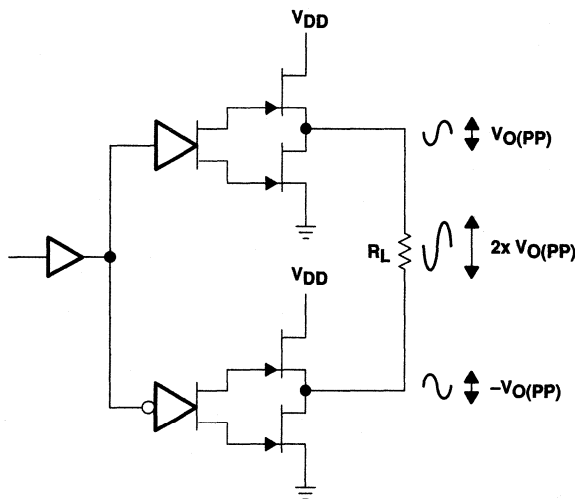 VDD
VO(PP)
RL
2x VO(PP)
VDD
–VO(PP)